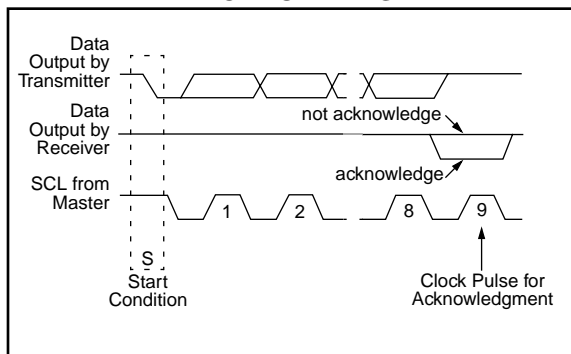 Data
Output by
Transmitter
Data
Output by
Receiver
not acknowledge
acknowledge
SCL from
Master
1
2
8
9
S
Start
Condition
Clock Pulse for
Acknowledgment